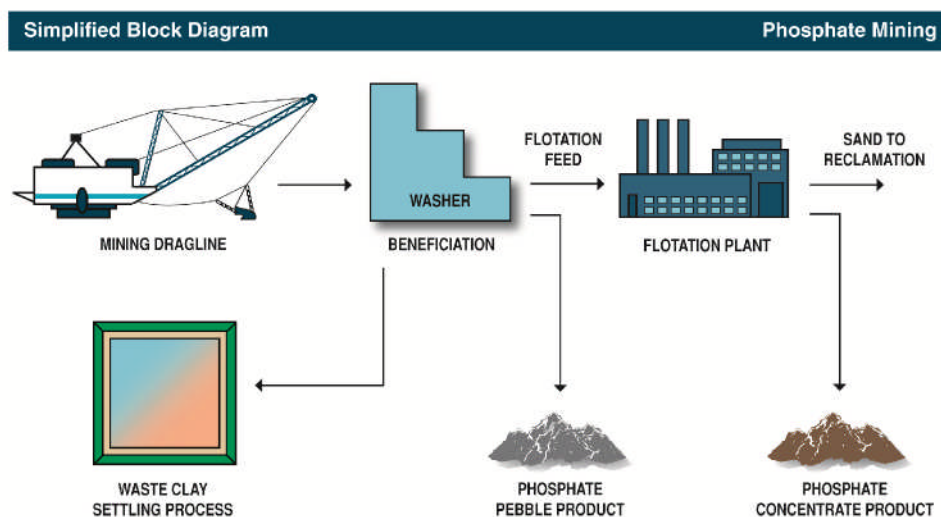 Simplified Block Diagram
Phosphate Mining
FLOTATION
FEED
SAND TO
RECLAMATION
WASHER
MINING DRAGLINE
BENEFICIATION
FLOTATION PLANT
WASTE CLAY
SETTLING PROCESS
PHOSPHATE
PEBBLE PRODUCT
PHOSPHATE
CONCENTRATE PRODUCT